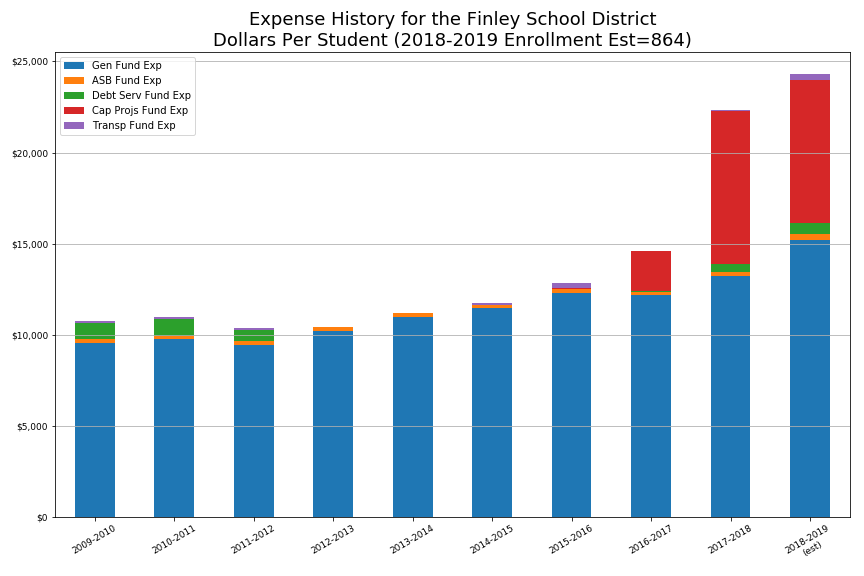 Expense History for the Finley School District
Dollars Per Student (2018-2019 Enrollment Est=864)
Gen Fund Exp
ASB Fund Exp
Debt Serv Fund Exp
Cap Projs Fund Exp
Transp Fund Exp
$25,000
$20,000
$15,000
$10,000
$5,000
$0
2009-2010
2010-2011
2011-2012
2012-2013
2013-2014
2014-2015
2015-2016
2016-2017
2017-2018
2018-2019
(est)